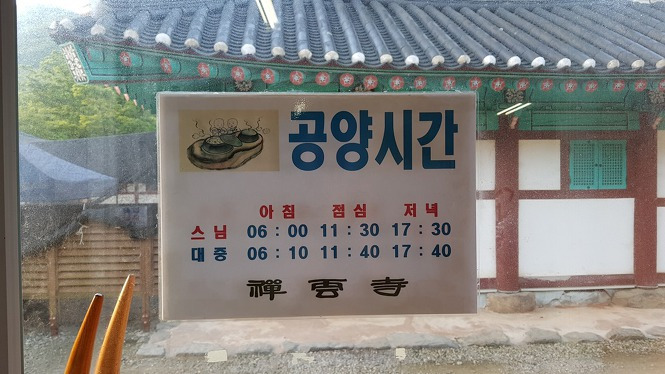 공양시간
아침 점심 저녁
스님 06:00 11:30 17:30
대중 06:10 11:40 17:40
禪雲寺